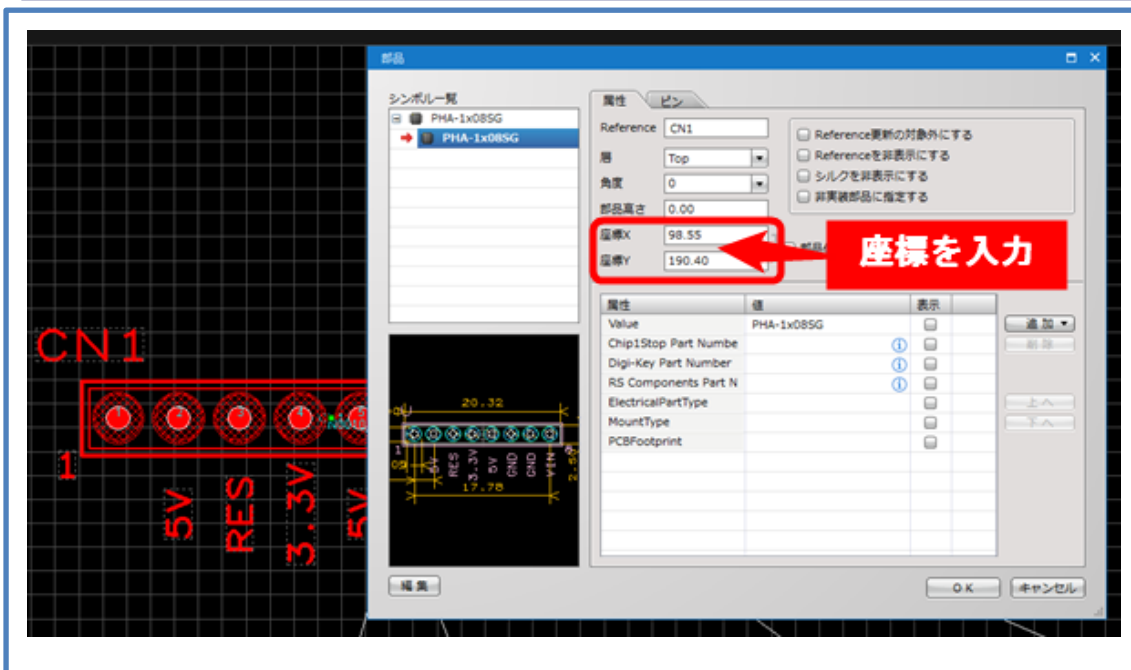 部品
シンボル一覧
PHA-1x08SG
PHA-1x08SG
属性
ピン
Reference
CN1
層
Top
角度
0
部品高さ
0.00
座標X
98.55
座標Y
190.40
Reference更新の対象外にする
Referenceを非表示にする
シルクを非表示にする
非実装部品に指定する
座標を入力
属性 値 表示
Value PHA-1x08SG
Chip1Stop Part Numbe
Digi-Key Part Number
RS Components Part N
ElectricalPartType
MountType
PCBFootprint
追加
削除
上へ
下へ
CN1
1 2 3 4 5
1
5V
RES
3.3V
5V
20.32
1
5V
RES
3.3V
5V
GND
GND
VIN
17.78
編集
OK
キャンセル